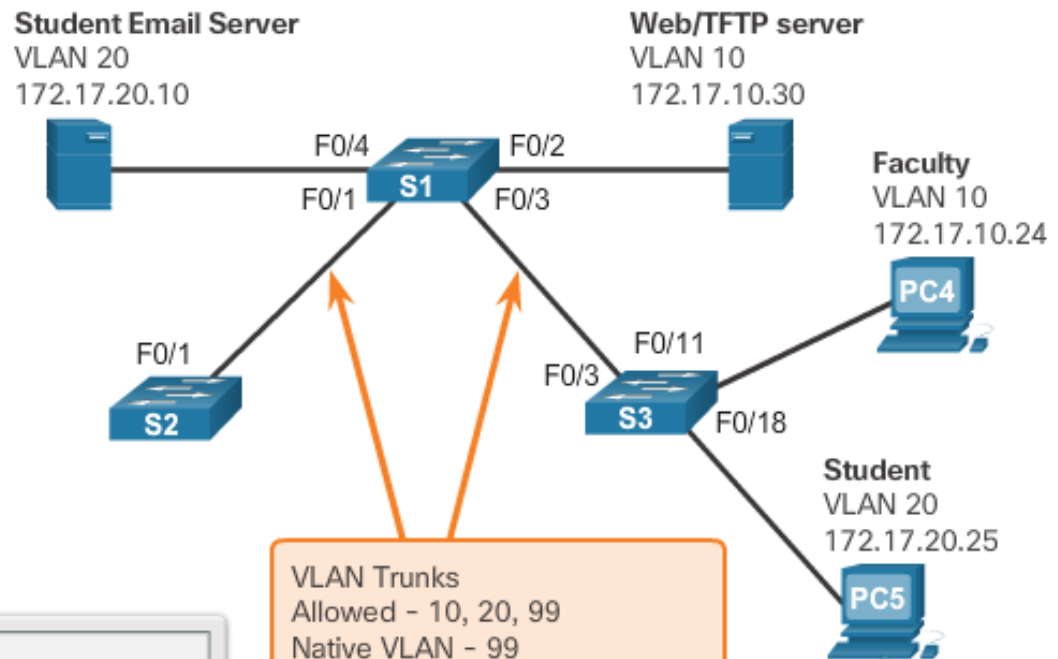 Student Email Server
VLAN 20
172.17.20.10
Web/TFTP server
VLAN 10
172.17.10.30
F0/4
F0/2
S1
F0/1
F0/3
Faculty
VLAN 10
172.17.10.24
PC4
F0/1
S2
F0/11
F0/3
S3
F0/18
Student
VLAN 20
172.17.20.25
PC5
VLAN Trunks
Allowed - 10, 20, 99
Native VLAN - 99